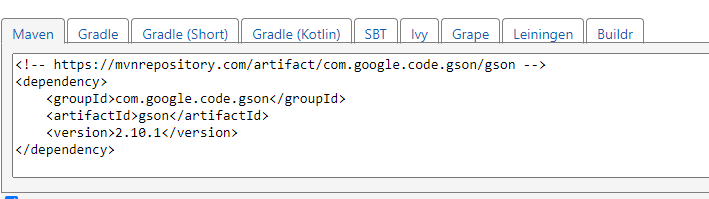 Maven Gradle Gradle (Short) Gradle (Kotlin) SBT Ivy Grape Leiningen Buildr
<!-- https://mvnrepository.com/artifact/com.google.code.gson/gson -->
<dependency>
    <groupId>com.google.code.gson</groupId>
    <artifactId>gson</artifactId>
    <version>2.10.1</version>
</dependency>